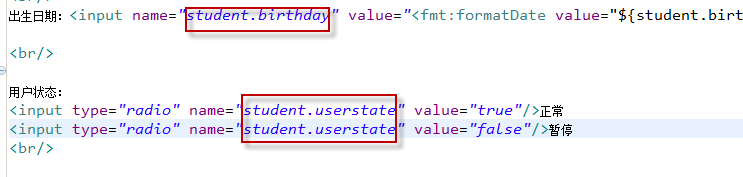 出生日期: <input name="student.birthday" value="<fmt:formatDate value="${student.birt
<br/>
用户状态:
<input type="radio" name="student.userstate" value="true"/>正常
<input type="radio" name="student.userstate" value="false"/>暂停
<br/>